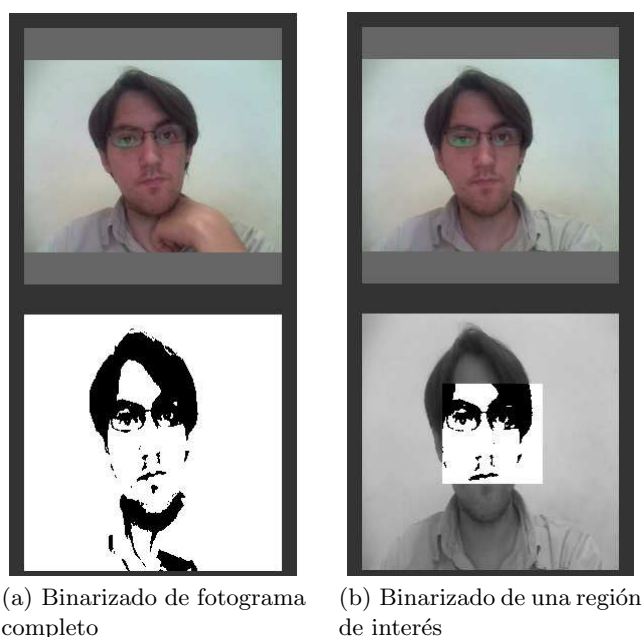 (a) Binarizado de fotograma
completo
(b) Binarizado de una región
de interés